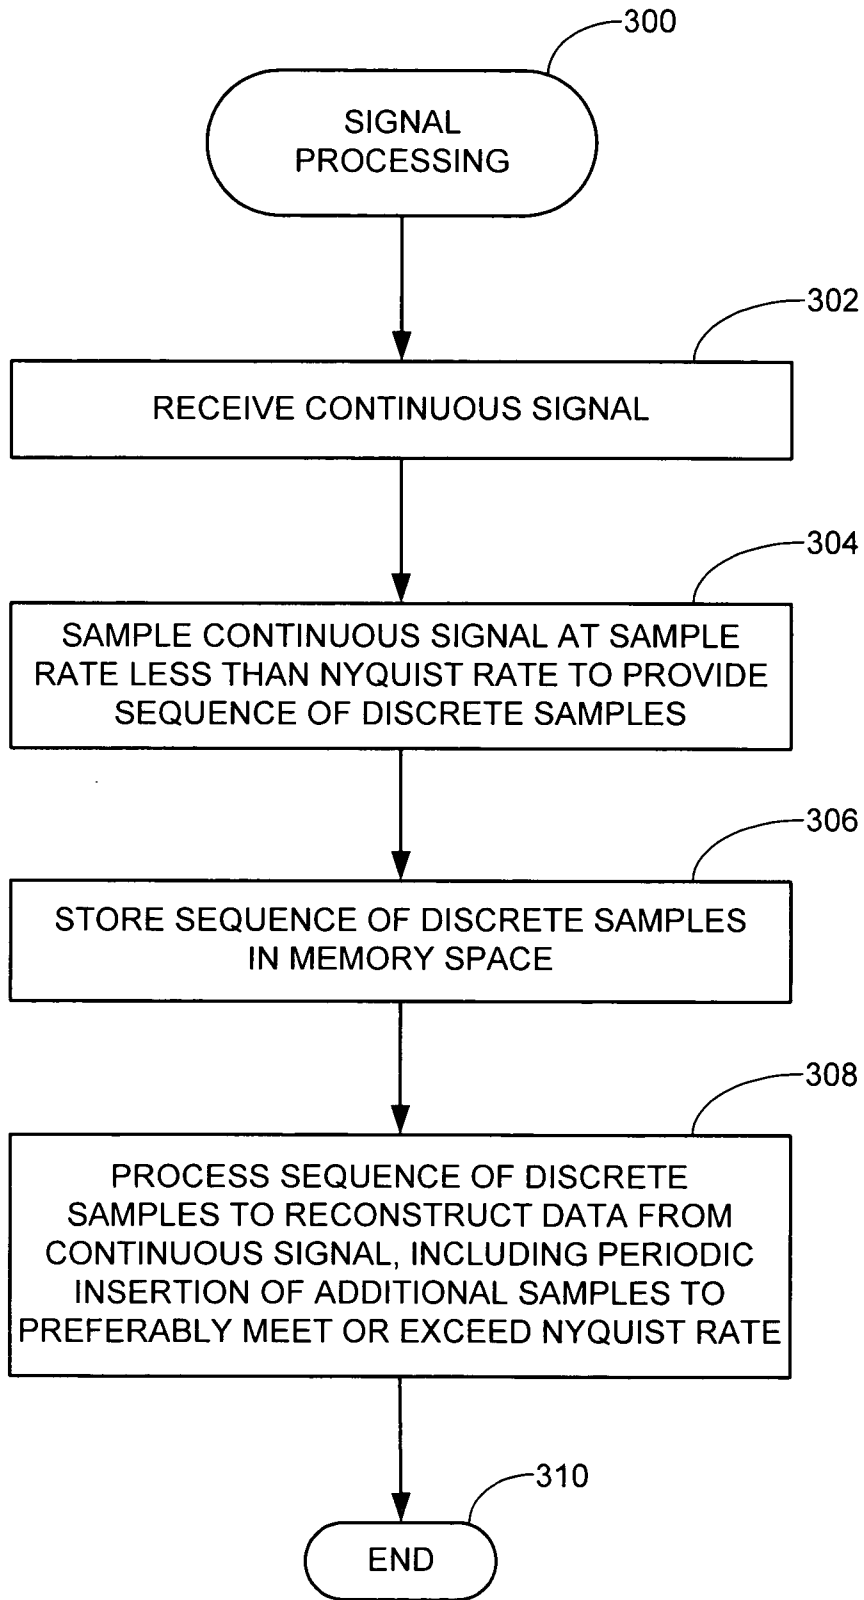 300
SIGNAL
PROCESSING
302
RECEIVE CONTINUOUS SIGNAL
304
SAMPLE CONTINUOUS SIGNAL AT SAMPLE
RATE LESS THAN NYQUIST RATE TO PROVIDE
SEQUENCE OF DISCRETE SAMPLES
306
STORE SEQUENCE OF DISCRETE SAMPLES
IN MEMORY SPACE
308
PROCESS SEQUENCE OF DISCRETE
SAMPLES TO RECONSTRUCT DATA FROM
CONTINUOUS SIGNAL, INCLUDING PERIODIC
INSERTION OF ADDITIONAL SAMPLES TO
PREFERABLY MEET OR EXCEED NYQUIST RATE
310
END